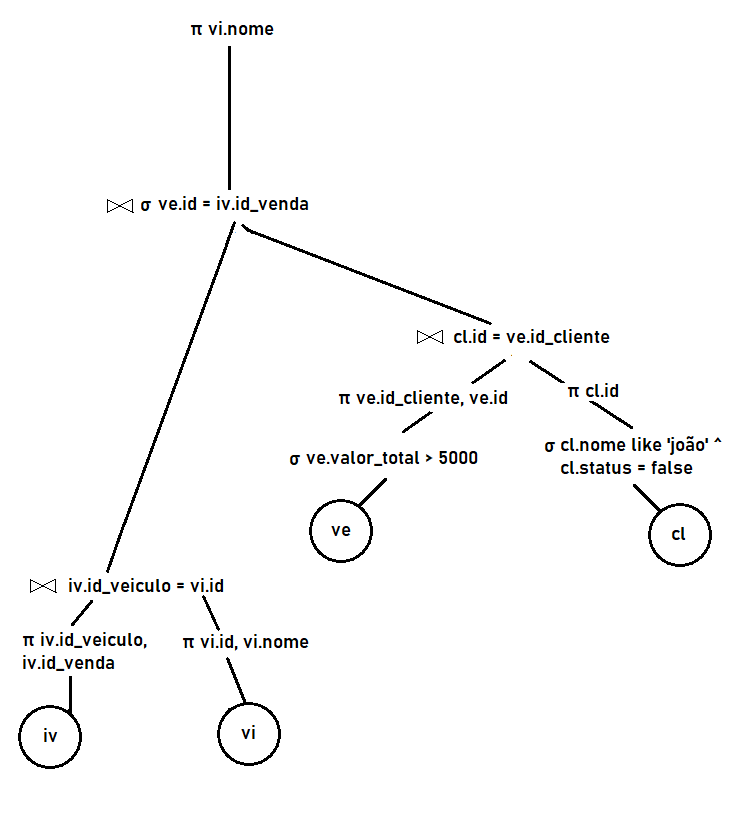 π vi.nome
⋈ σ ve.id = iv.id_venda
⋈ cl.id = ve.id_cliente
π ve.id_cliente, ve.id
π cl.id
σ ve.valor_total > 5000
σ cl.nome like 'joão' ^
cl.status = false
ve
cl
⋈ iv.id_veiculo = vi.id
π iv.id_veiculo,
iv.id_venda
π vi.id, vi.nome
iv
vi